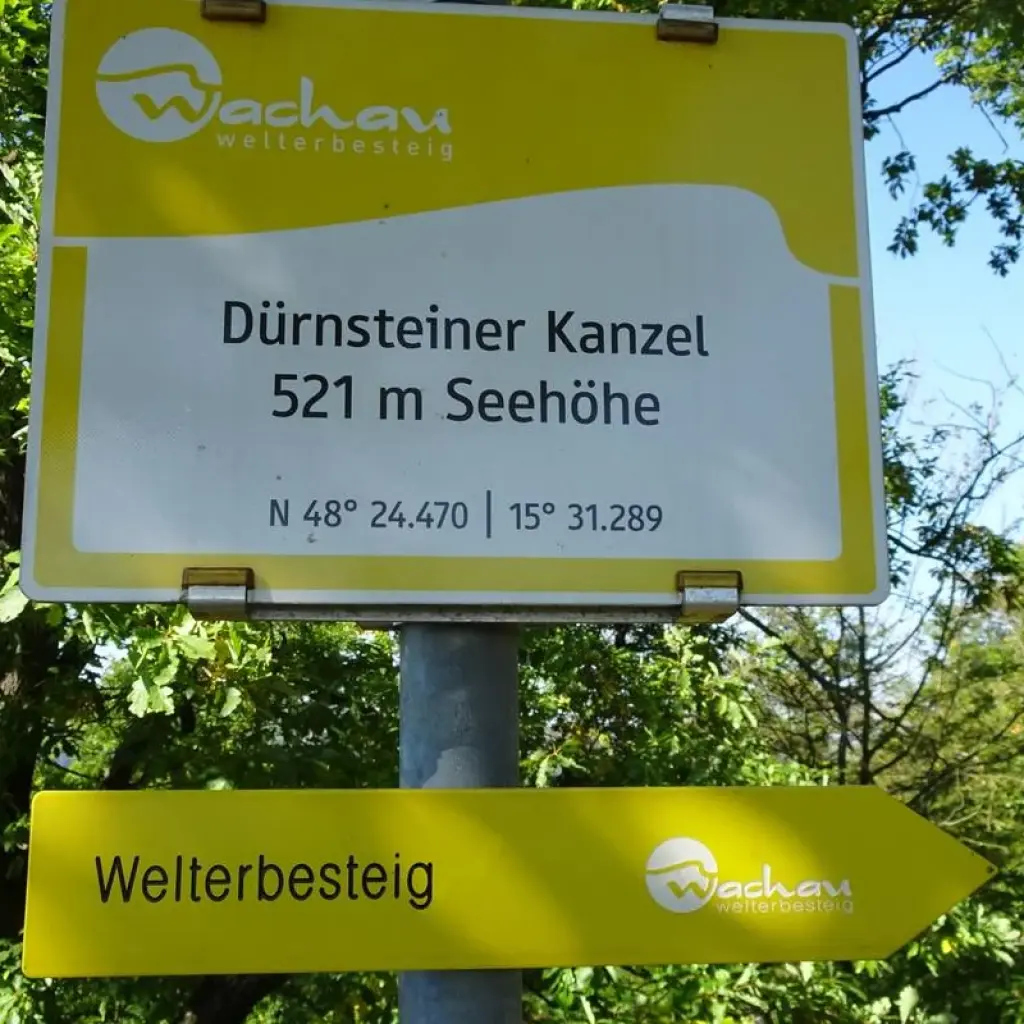 Wachau
welterbesteig
Dürnsteiner Kanzel
521 m Seehöhe
N 48° 24.470 | 15° 31.289
Welterbesteig
Wachau
welterbesteig